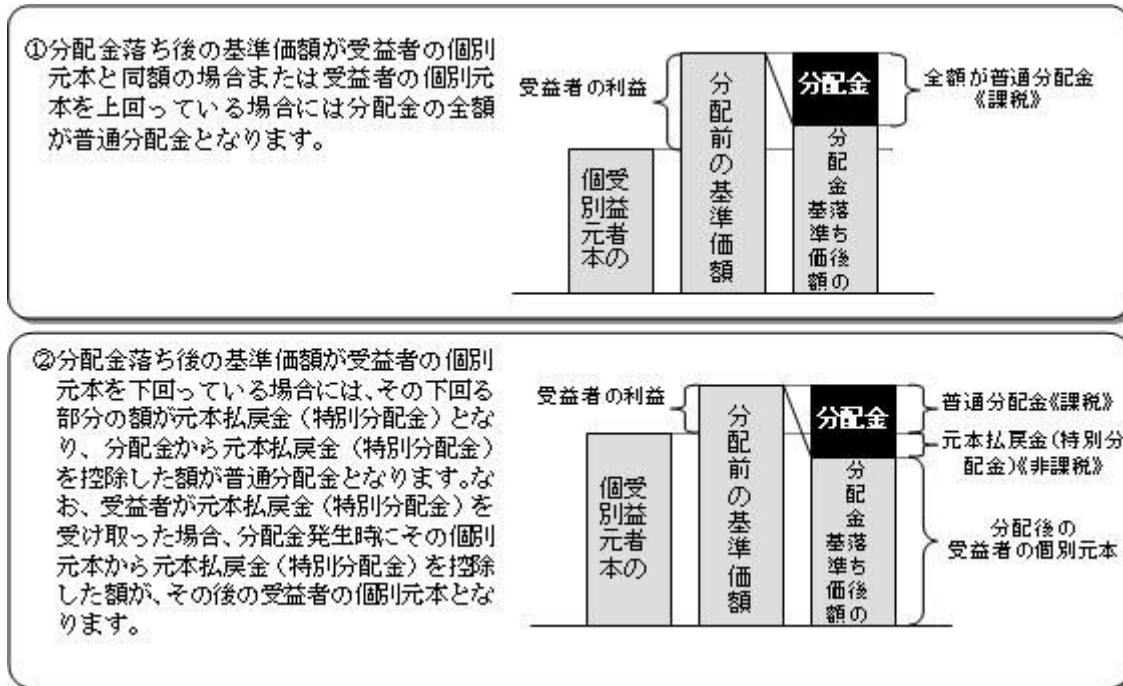 ①分配金落ち後の基準価額が受益者の個別
元本と同額の場合または受益者の個別元
本を上回っている場合には分配金の全額
が普通分配金となります。
受益者の利益
受益者の
個別元本
分配前の基準価額
分配金
分配金落ち後の
基準価額
全額が普通分配金
《課税》
②分配金落ち後の基準価額が受益者の個別
元本を下回っている場合には、その下回る
部分の額が元本払戻金(特別分配金)とな
り、分配金から元本払戻金(特別分配金)
を控除した額が普通分配金となります。な
お、受益者が元本払戻金(特別分配金)を
受け取った場合、分配金発生時にその個別
元本から元本払戻金(特別分配金)を控除
した額が、その後の受益者の個別元本とな
ります。
受益者の利益
受益者の
個別元本
分配前の基準価額
分配金
分配金落ち後の
基準価額
普通分配金《課税》
元本払戻金(特別分
配金)《非課税》
分配後の
受益者の個別元本